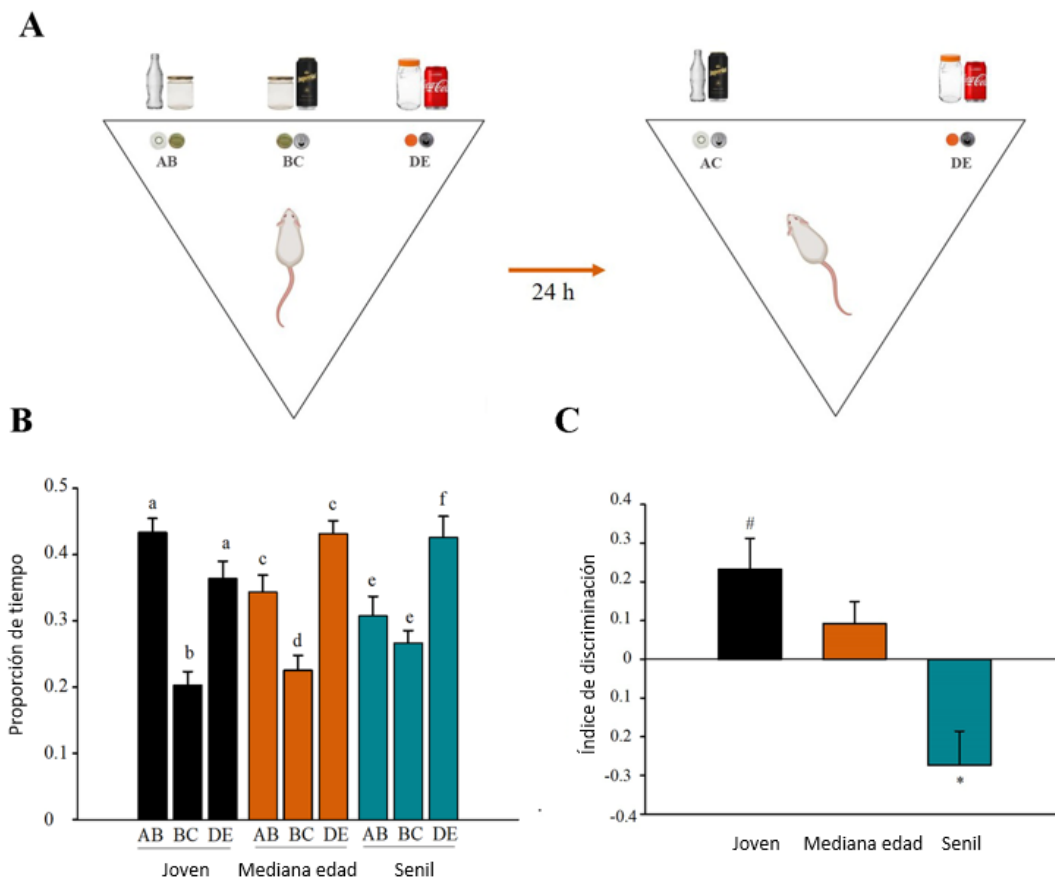 A
AB
BC
DE
24 h
AC
DE
B
Proporción de tiempo
0.5
0.4
0.3
0.2
0.1
0
a
b
a
c
d
c
e
e
f
AB BC DE AB BC DE AB BC DE
Joven Mediana edad Senil
C
Índice de discriminación
0.4
0.3
0.2
0.1
0
0.1
0.2
-0.3
-0.4
#
*
Joven Mediana edad Senil